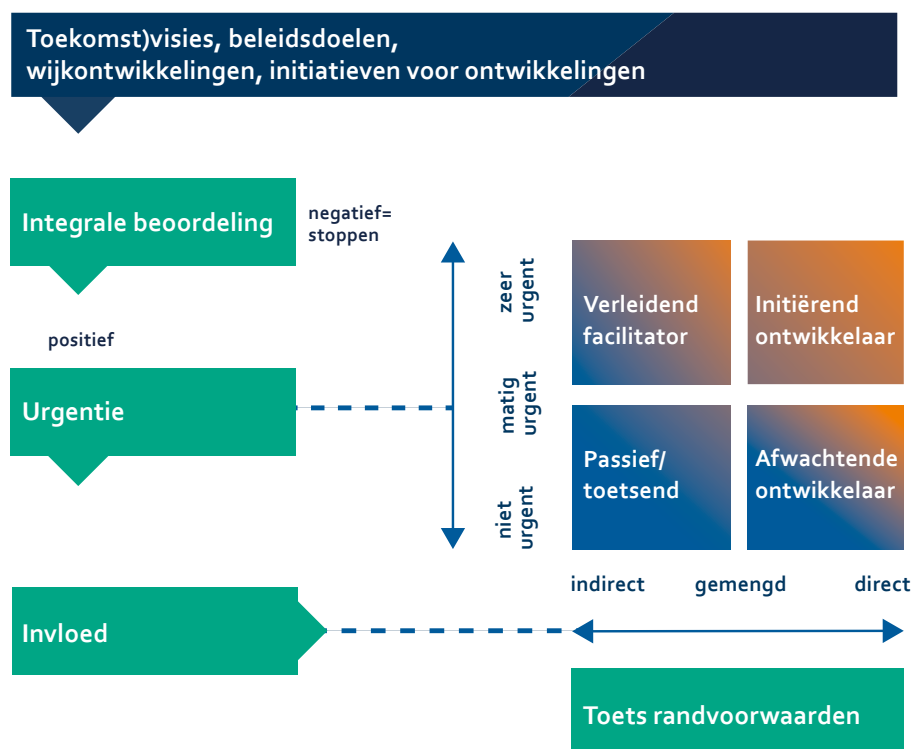 Toekomst)visies, beleidsdoelen,
wijkontwikkelingen, initiatieven voor ontwikkelingen
Integrale beoordeling
negatief=
stoppen
positief
Urgentie
zeer
urgent
matig
urgent
niet
urgent
Verleidend
facilitator
Initiërend
ontwikkelaar
Passief/
toetsend
Afwachtende
ontwikkelaar
indirect
gemengd
direct
Invloed
Toets randvoorwaarden